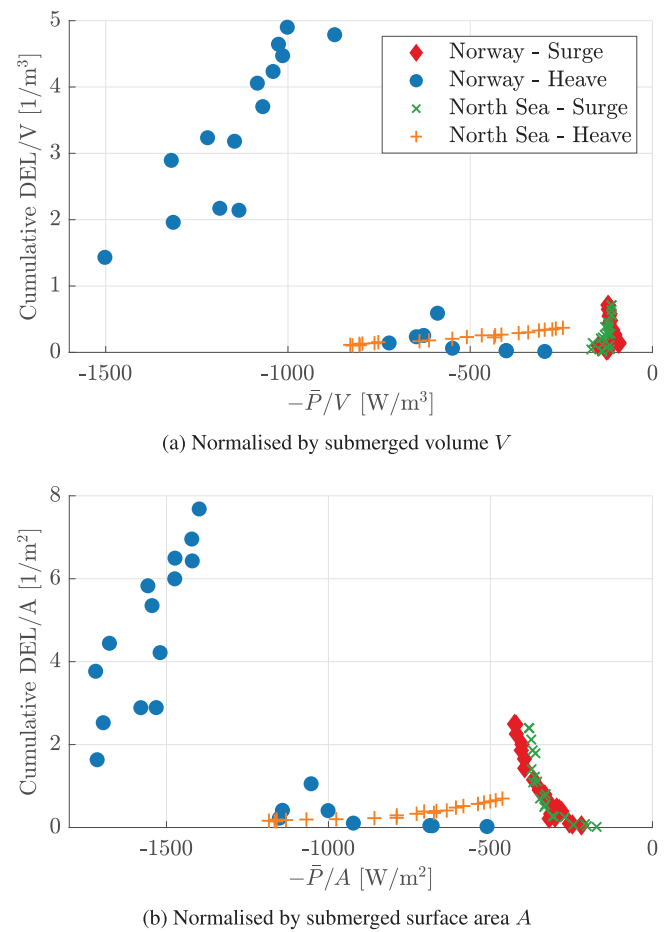 5
4
3
2
1
0
Cumulative DEL/V [1/m³]
Norway - Surge
Norway - Heave
North Sea - Surge
North Sea - Heave
-1500 -1000 -500 0
−P̄/V [W/m³]
(a) Normalised by submerged volume V
8
6
4
2
0
Cumulative DEL/A [1/m²]
-1500 -1000 -500 0
−P̄/A [W/m²]
(b) Normalised by submerged surface area A